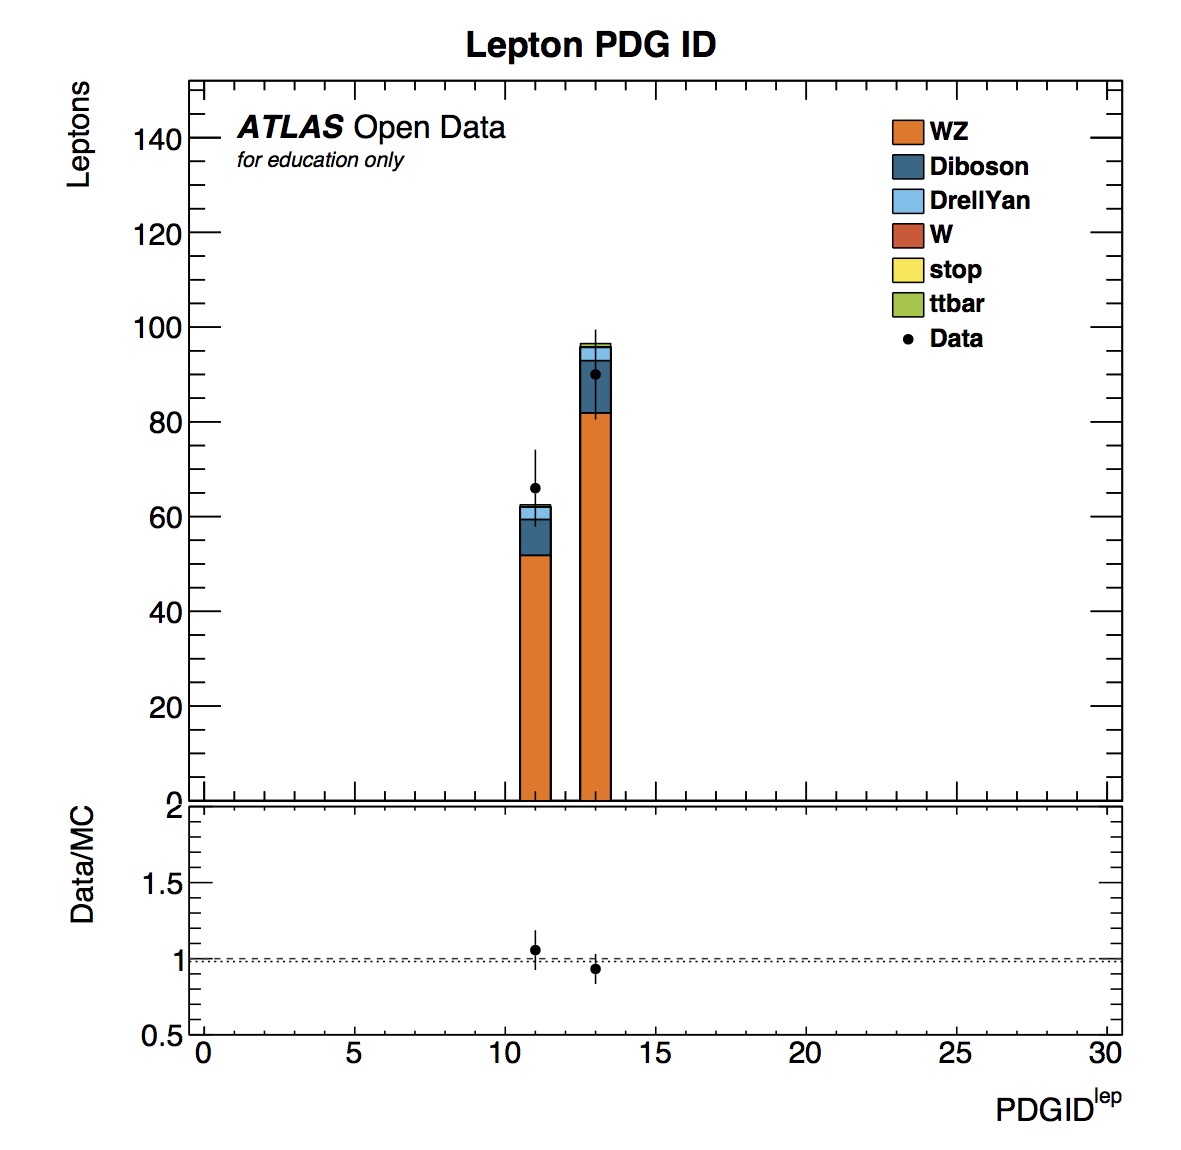 Lepton PDG ID
Leptons
ATLAS Open Data
for education only
WZ
Diboson
DrellYan
W
stop
ttbar
Data
140
120
100
80
60
40
20
0
Data/MC
2
1.5
1
0.5
0 5 10 15 20 25 30
PDGID^lep